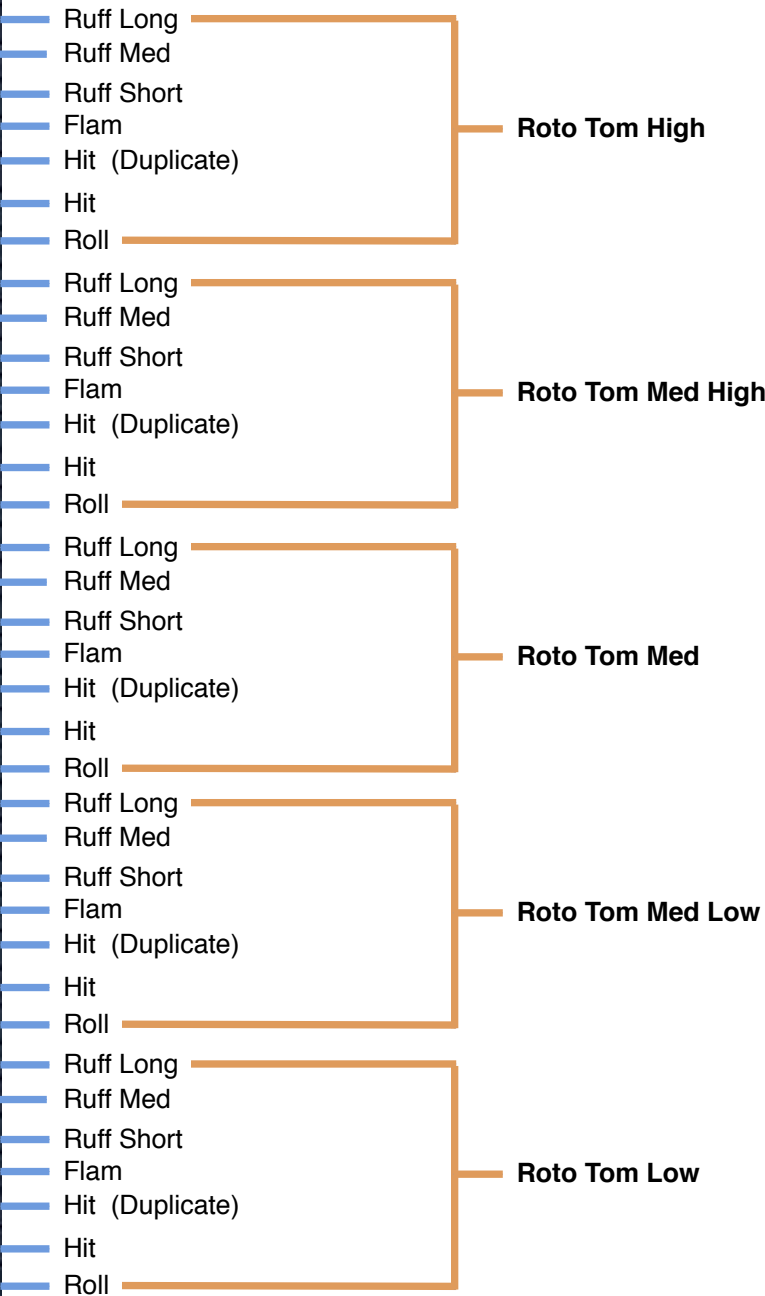 Ruff Long
Ruff Med
Ruff Short
Flam
Roto Tom High
Hit (Duplicate)
Hit
Roll
Ruff Long
Ruff Med
Ruff Short
Flam
Roto Tom Med High
Hit (Duplicate)
Hit
Roll
Ruff Long
Ruff Med
Ruff Short
Flam
Roto Tom Med
Hit (Duplicate)
Hit
Roll
Ruff Long
Ruff Med
Ruff Short
Flam
Roto Tom Med Low
Hit (Duplicate)
Hit
Roll
Ruff Long
Ruff Med
Ruff Short
Flam
Roto Tom Low
Hit (Duplicate)
Hit
Roll